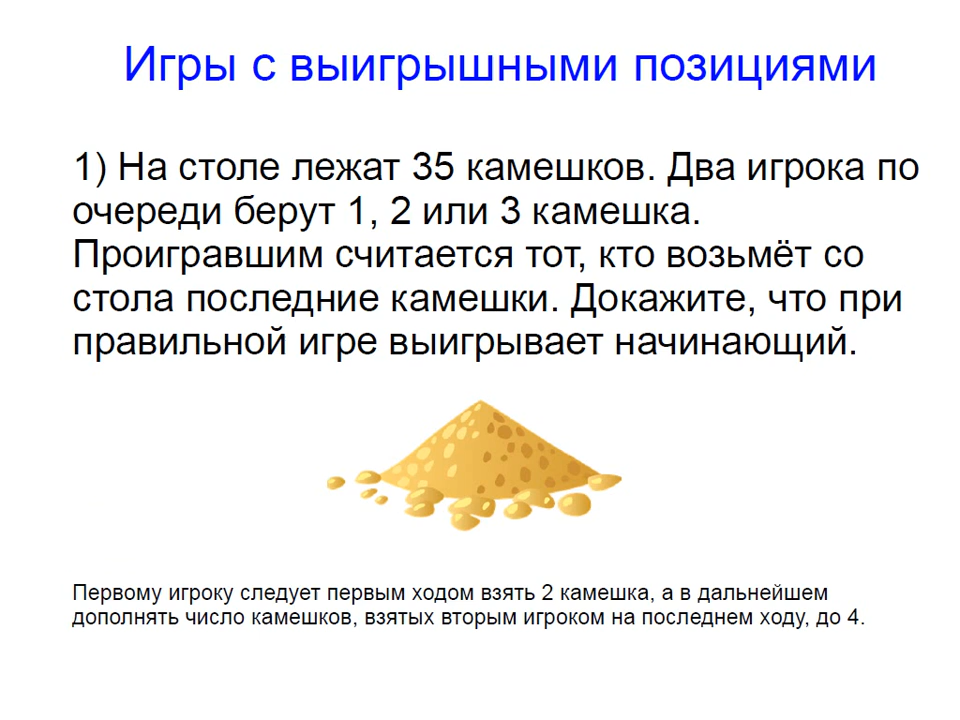 Игры с выигрышными позициями
1) На столе лежат 35 камешков. Два игрока по
очереди берут 1, 2 или 3 камешка.
Проигравшим считается тот, кто возьмёт со
стола последние камешки. Докажите, что при
правильной игре выигрывает начинающий.
Первому игроку следует первым ходом взять 2 камешка, а в дальнейшем
дополнять число камешков, взятых вторым игроком на последнем ходу, до 4.